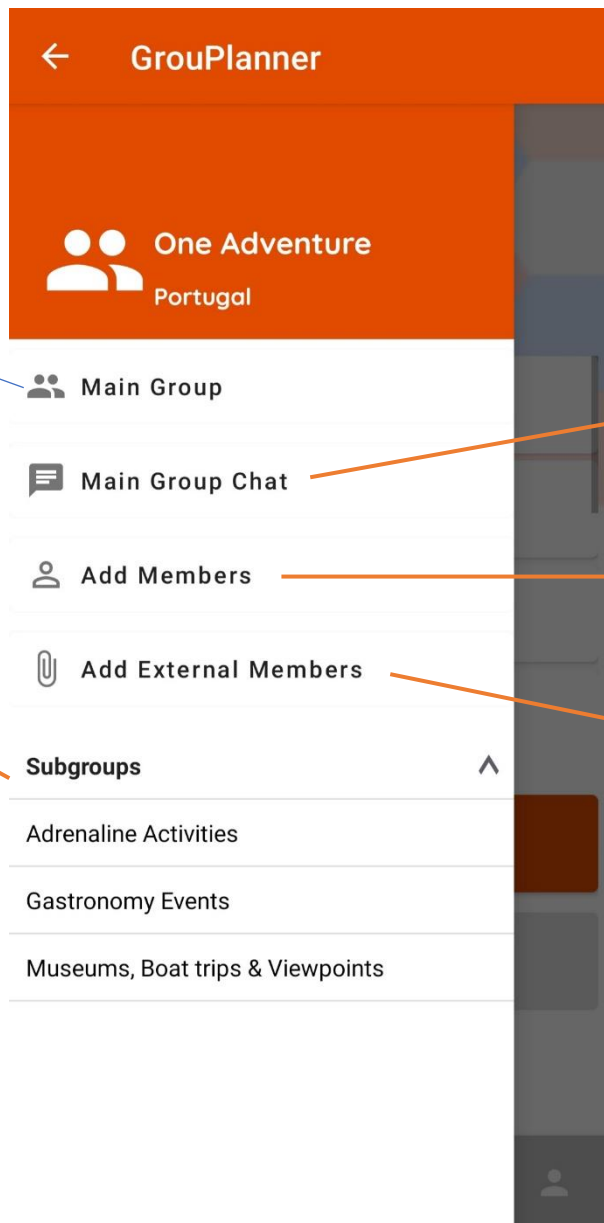 GrouPlanner
One Adventure
Portugal
Main Group
Main Group Chat
Add Members
Add External Members
Subgroups
Adrenaline Activities
Gastronomy Events
Museums, Boat trips & Viewpoints